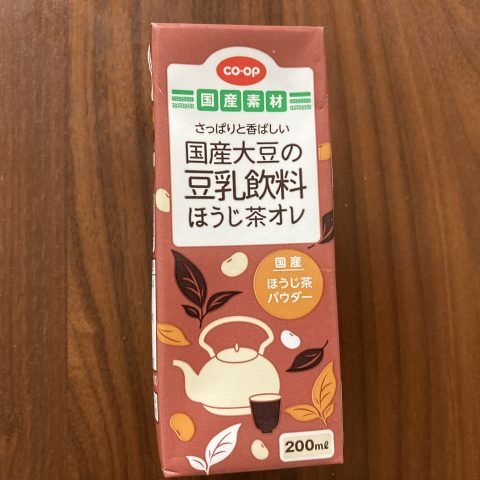 CO・OP
国産素材
さっぱりと香ばしい
国産大豆の
豆乳飲料
ほうじ茶オレ
国産
ほうじ茶
パウダー
200ml